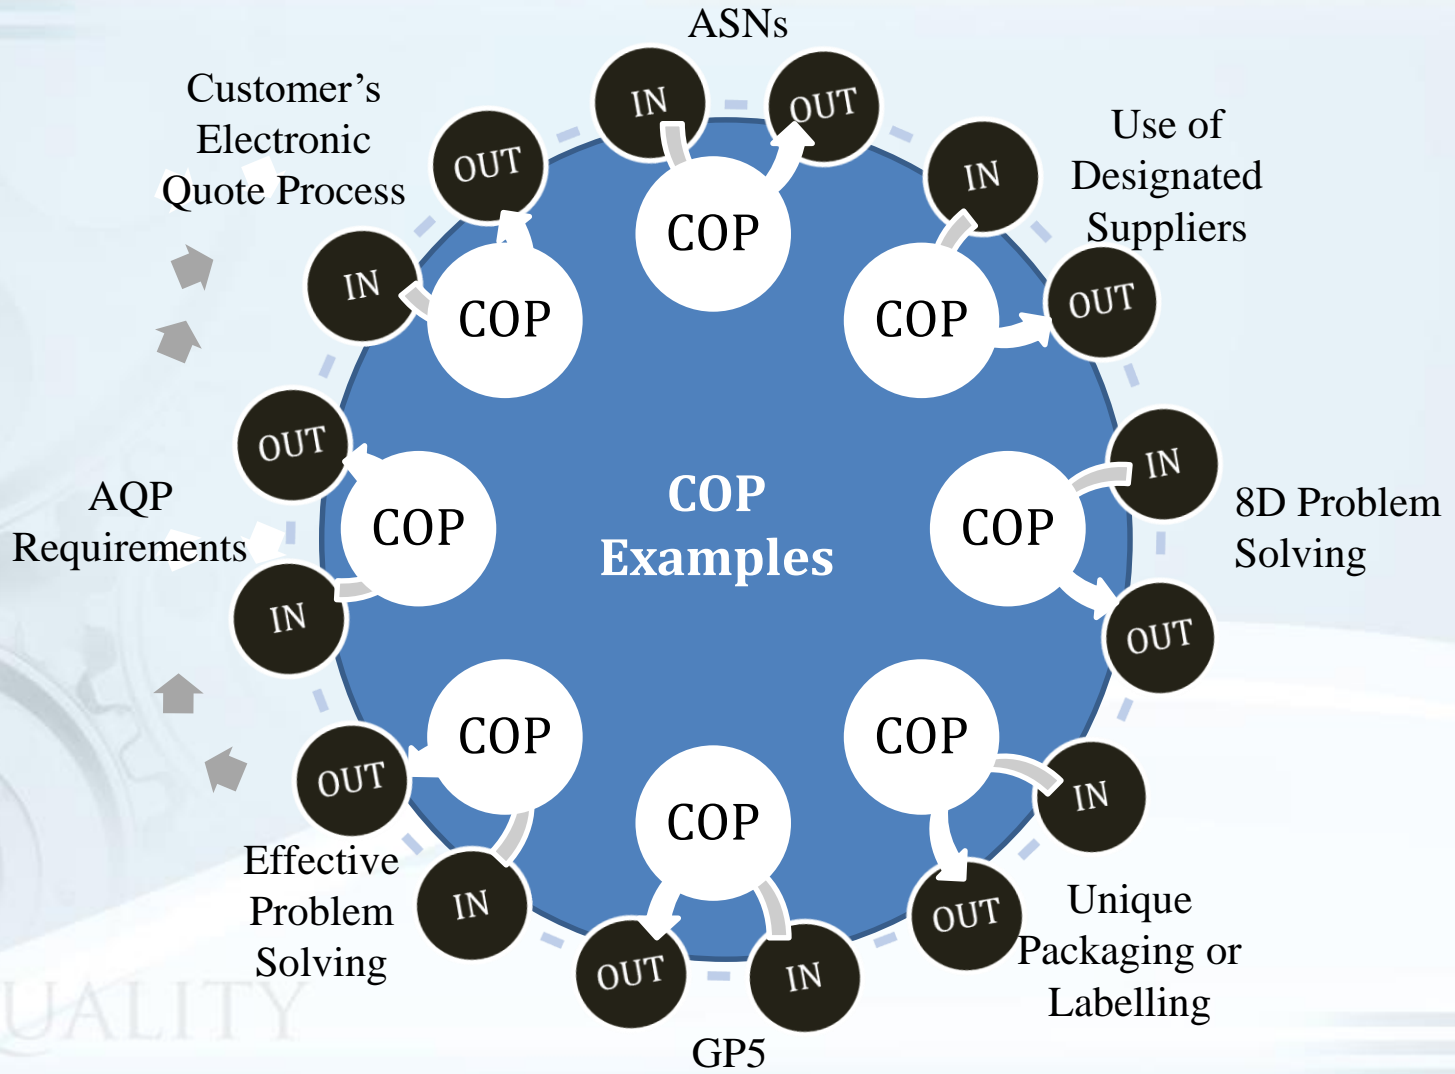 ASNs
IN
OUT
COP
Customer’s
Electronic
Quote Process
OUT
IN
COP
Use of
Designated
Suppliers
IN
OUT
COP
OUT
AQP
Requirements
IN
COP
COP
Examples
IN
8D Problem
Solving
OUT
COP
COP
OUT
IN
Effective
Problem
Solving
COP
OUT
IN
GP5
COP
IN
OUT
Unique
Packaging or
Labelling
UALITY